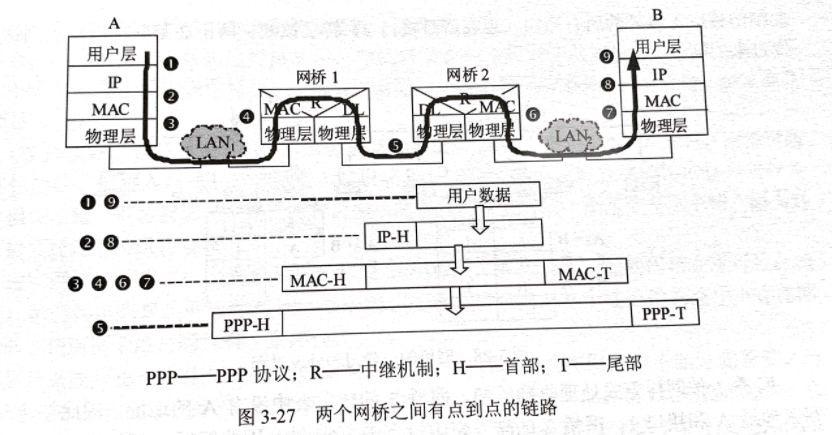 A
B
用户层
IP
MAC
物理层
❶
❷
❸
LAN
❹
网桥 1
MAC R DL
物理层 物理层
❺
网桥 2
DL R MAC
物理层 物理层
❻
LAN
❾
❽
❼
用户层
IP
MAC
物理层
❶ ❾ 用户数据
❷ ❽ IP-H
❸ ❹ ❻ ❼ MAC-H MAC-T
❺ PPP-H PPP-T
PPP——PPP 协议；R——中继机制；H——首部；T——尾部
图 3-27 两个网桥之间有点到点的链路